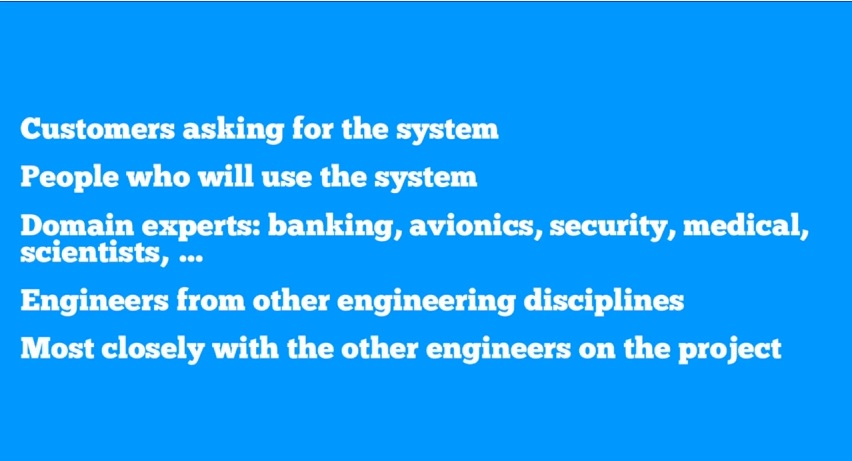 Customers asking for the system
People who will use the system
Domain experts: banking, avionics, security, medical,
scientists, ...
Engineers from other engineering disciplines
Most closely with the other engineers on the project